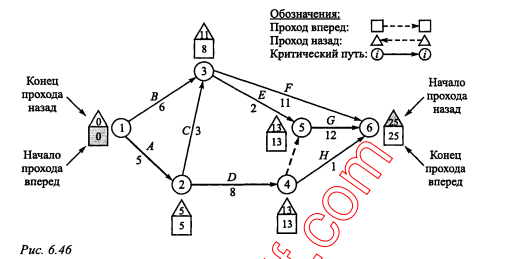 Обозначения:
Проход вперед:
Проход назад:
Критический путь: i i
11
8
Конец
прохода
назад
0
0
Начало
прохода
вперед
1
B
6
A
5
3
C
3
E
2
F
11
13
13
5
G
12
6
25
25
Начало
прохода
назад
Конец
прохода
вперед
2
D
8
4
H
1
5
5
13
13
Рис. 6.46
f.com